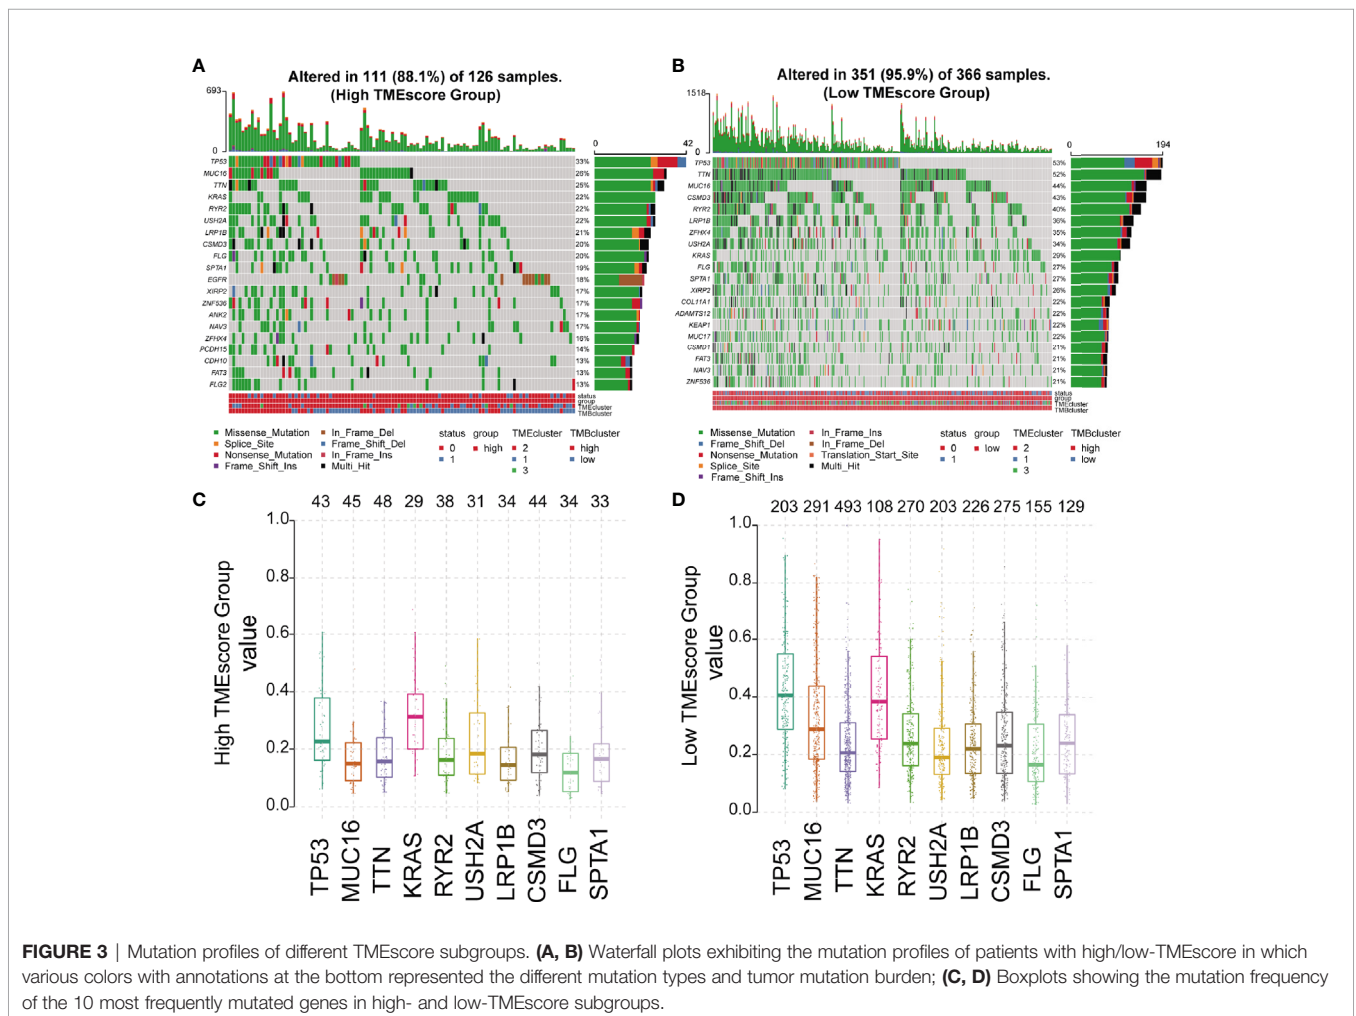 A
Altered in 111 (88.1%) of 126 samples.
(High TMEscore Group)
693
0
0 42
TP53 33%
MUC16 26%
TTN 25%
KRAS 22%
RYR2 22%
USH2A 22%
LRP1B 21%
CSMD3 20%
FLG 20%
SPTA1 19%
EGFR 18%
XIRP2 17%
ZNF536 17%
ANK2 17%
NAV3 17%
ZFHX4 16%
PCDH15 14%
CDH10 13%
FAT3 13%
FLG2 13%
status
group
TMEcluster
TMBcluster
Missense_Mutation
Splice_Site
Nonsense_Mutation
Frame_Shift_Ins
In_Frame_Del
Frame_Shift_Del
In_Frame_Ins
Multi_Hit
status
0
1
group
high
TMEcluster
2
1
3
TMBcluster
high
low
B
Altered in 351 (95.9%) of 366 samples.
(Low TMEscore Group)
1518
0
0 194
TP53 53%
TTN 52%
MUC16 44%
CSMD3 43%
RYR2 40%
LRP1B 36%
ZFHX4 35%
USH2A 34%
KRAS 29%
FLG 27%
SPTA1 27%
XIRP2 26%
COL11A1 22%
ADAMTS12 22%
KEAP1 22%
MUC17 22%
CSMD1 21%
FAT3 21%
NAV3 21%
ZNF536 21%
status
group
TMEcluster
TMBcluster
Missense_Mutation
Frame_Shift_Del
Nonsense_Mutation
Splice_Site
Frame_Shift_Ins
In_Frame_Ins
In_Frame_Del
Translation_Start_Site
Multi_Hit
status
0
1
group
low
TMEcluster
2
1
3
TMBcluster
high
low
C
43 45 48 29 38 31 34 44 34 33
High TMEscore Group
value
1.0
0.8
0.6
0.4
0.2
0.0
TP53 MUC16 TTN KRAS RYR2 USH2A LRP1B CSMD3 FLG SPTA1
D
203 291 493 108 270 203 226 275 155 129
Low TMEscore Group
value
1.0
0.8
0.6
0.4
0.2
0.0
TP53 MUC16 TTN KRAS RYR2 USH2A LRP1B CSMD3 FLG SPTA1
FIGURE 3 | Mutation profiles of different TMEscore subgroups. (A, B) Waterfall plots exhibiting the mutation profiles of patients with high/low-TMEscore in which
various colors with annotations at the bottom represented the different mutation types and tumor mutation burden; (C, D) Boxplots showing the mutation frequency
of the 10 most frequently mutated genes in high- and low-TMEscore subgroups.